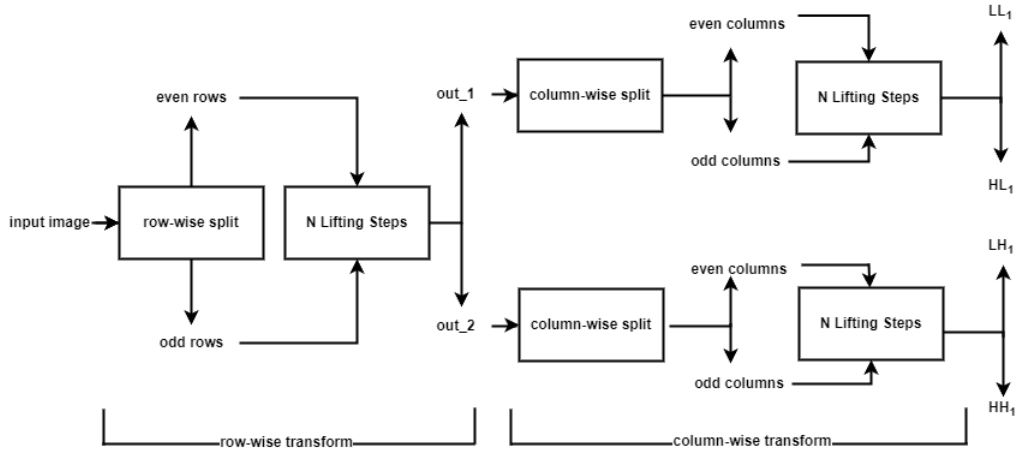 input image
row-wise split
even rows
odd rows
N Lifting Steps
out_1
out_2
column-wise split
even columns
odd columns
N Lifting Steps
LL₁
HL₁
column-wise split
even columns
odd columns
N Lifting Steps
LH₁
HH₁
row-wise transform
column-wise transform